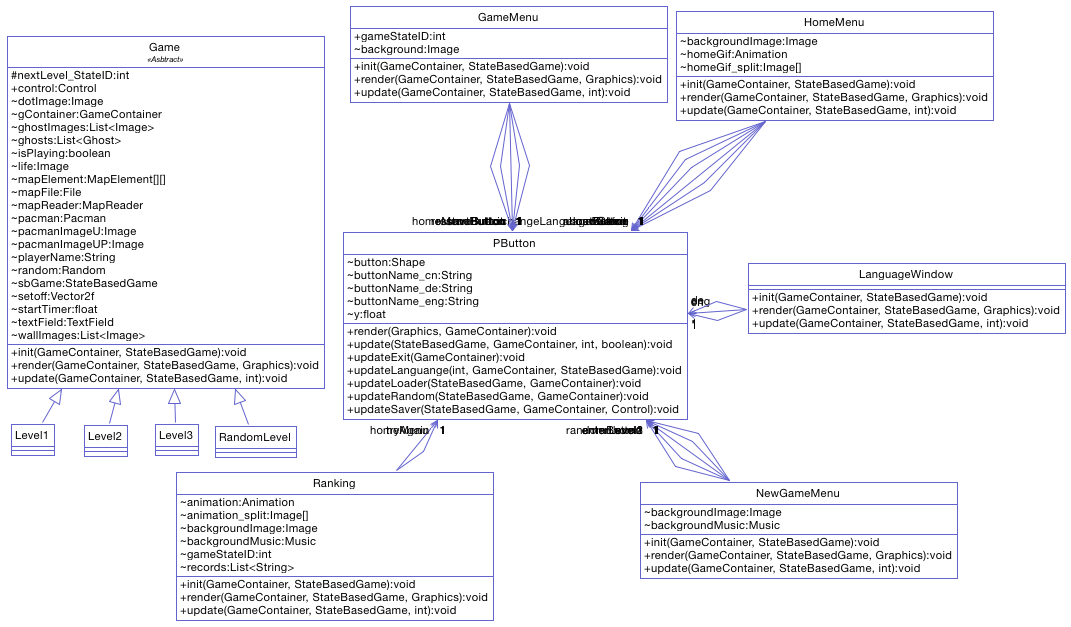 Game
«Asbtract»
#nextLevel_StateID:int
+control:Control
~dotImage:Image
~gContainer:GameContainer
~ghostImages:List<Image>
~ghosts:List<Ghost>
~isPlaying:boolean
~life:Image
~mapElement:MapElement[][]
~mapFile:File
~mapReader:MapReader
~pacman:Pacman
~pacmanImageU:Image
~pacmanImageUP:Image
~playerName:String
~random:Random
~sbGame:StateBasedGame
~setoff:Vector2f
~startTimer:float
~textField:TextField
~wallImages:List<Image>
+init(GameContainer, StateBasedGame):void
+render(GameContainer, StateBasedGame, Graphics):void
+update(GameContainer, StateBasedGame, int):void
Level1
Level2
Level3
RandomLevel
GameMenu
+gameStateID:int
~background:Image
+init(GameContainer, StateBasedGame):void
+render(GameContainer, StateBasedGame, Graphics):void
+update(GameContainer, StateBasedGame, int):void
HomeMenu
~backgroundImage:Image
~homeGif:Animation
~homeGif_split:Image[]
+init(GameContainer, StateBasedGame):void
+render(GameContainer, StateBasedGame, Graphics):void
+update(GameContainer, StateBasedGame, int):void
1
1
PButton
~button:Shape
~buttonName_cn:String
~buttonName_de:String
~buttonName_eng:String
~y:float
+render(Graphics, GameContainer):void
+update(StateBasedGame, GameContainer, int, boolean):void
+updateExit(GameContainer):void
+updateLanguange(int, GameContainer, StateBasedGame):void
+updateLoader(StateBasedGame, GameContainer):void
+updateRandom(StateBasedGame, GameContainer):void
+updateSaver(StateBasedGame, GameContainer, Control):void
LanguageWindow
+init(GameContainer, StateBasedGame):void
+render(GameContainer, StateBasedGame, Graphics):void
+update(GameContainer, StateBasedGame, int):void
1
1
1
Ranking
~animation:Animation
~animation_split:Image[]
~backgroundImage:Image
~backgroundMusic:Music
~gameStateID:int
~records:List<String>
+init(GameContainer, StateBasedGame):void
+render(GameContainer, StateBasedGame, Graphics):void
+update(GameContainer, StateBasedGame, int):void
NewGameMenu
~backgroundImage:Image
~backgroundMusic:Music
+init(GameContainer, StateBasedGame):void
+render(GameContainer, StateBasedGame, Graphics):void
+update(GameContainer, StateBasedGame, int):void